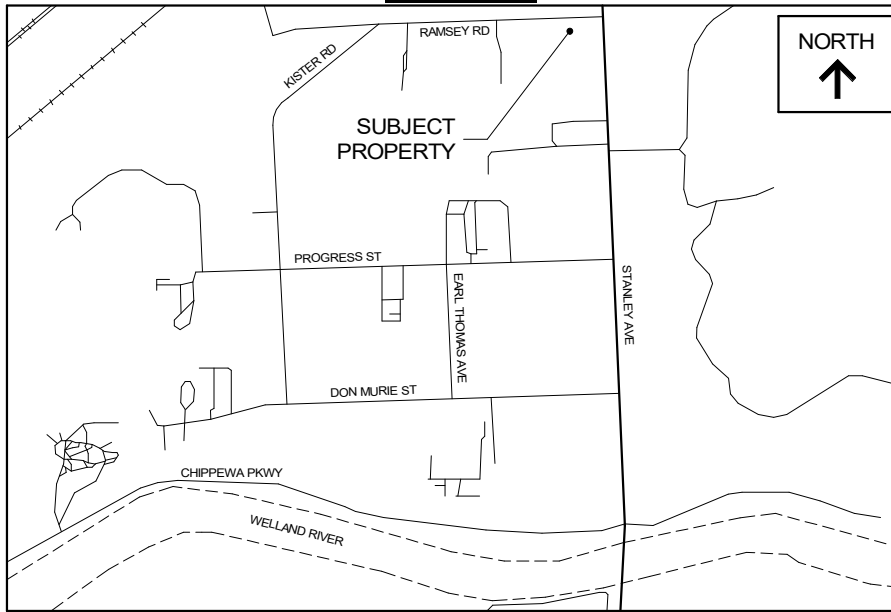 RAMSEY RD
NORTH
KISTER RD
SUBJECT
PROPERTY
PROGRESS ST
EARL THOMAS AVE
STANLEY AVE
DON MURIE ST
CHIPPEWA PKWY
WELLAND RIVER